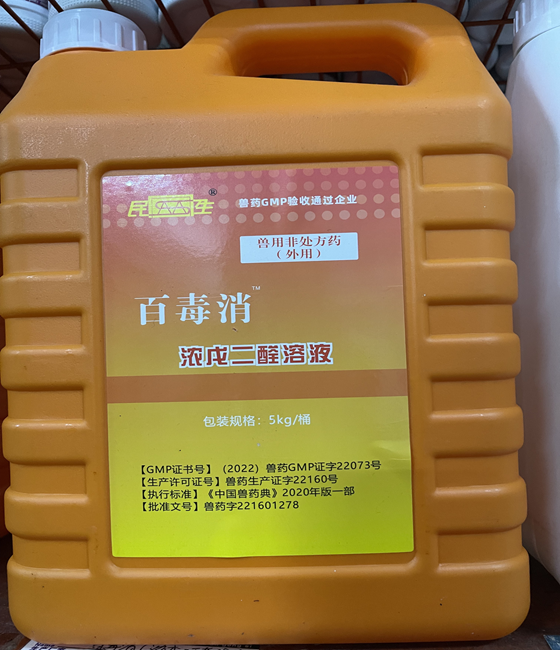 民生®
兽药GMP验收通过企业
兽用非处方药
（外用）
百毒消™
浓戊二醛溶液
包装规格：5kg/桶
【GMP证书号】（2022）兽药GMP证字22073号
【生产许可证号】兽药生产证字22160号
【执行标准】《中国兽药典》2020年版一部
【批准文号】兽药字221601278